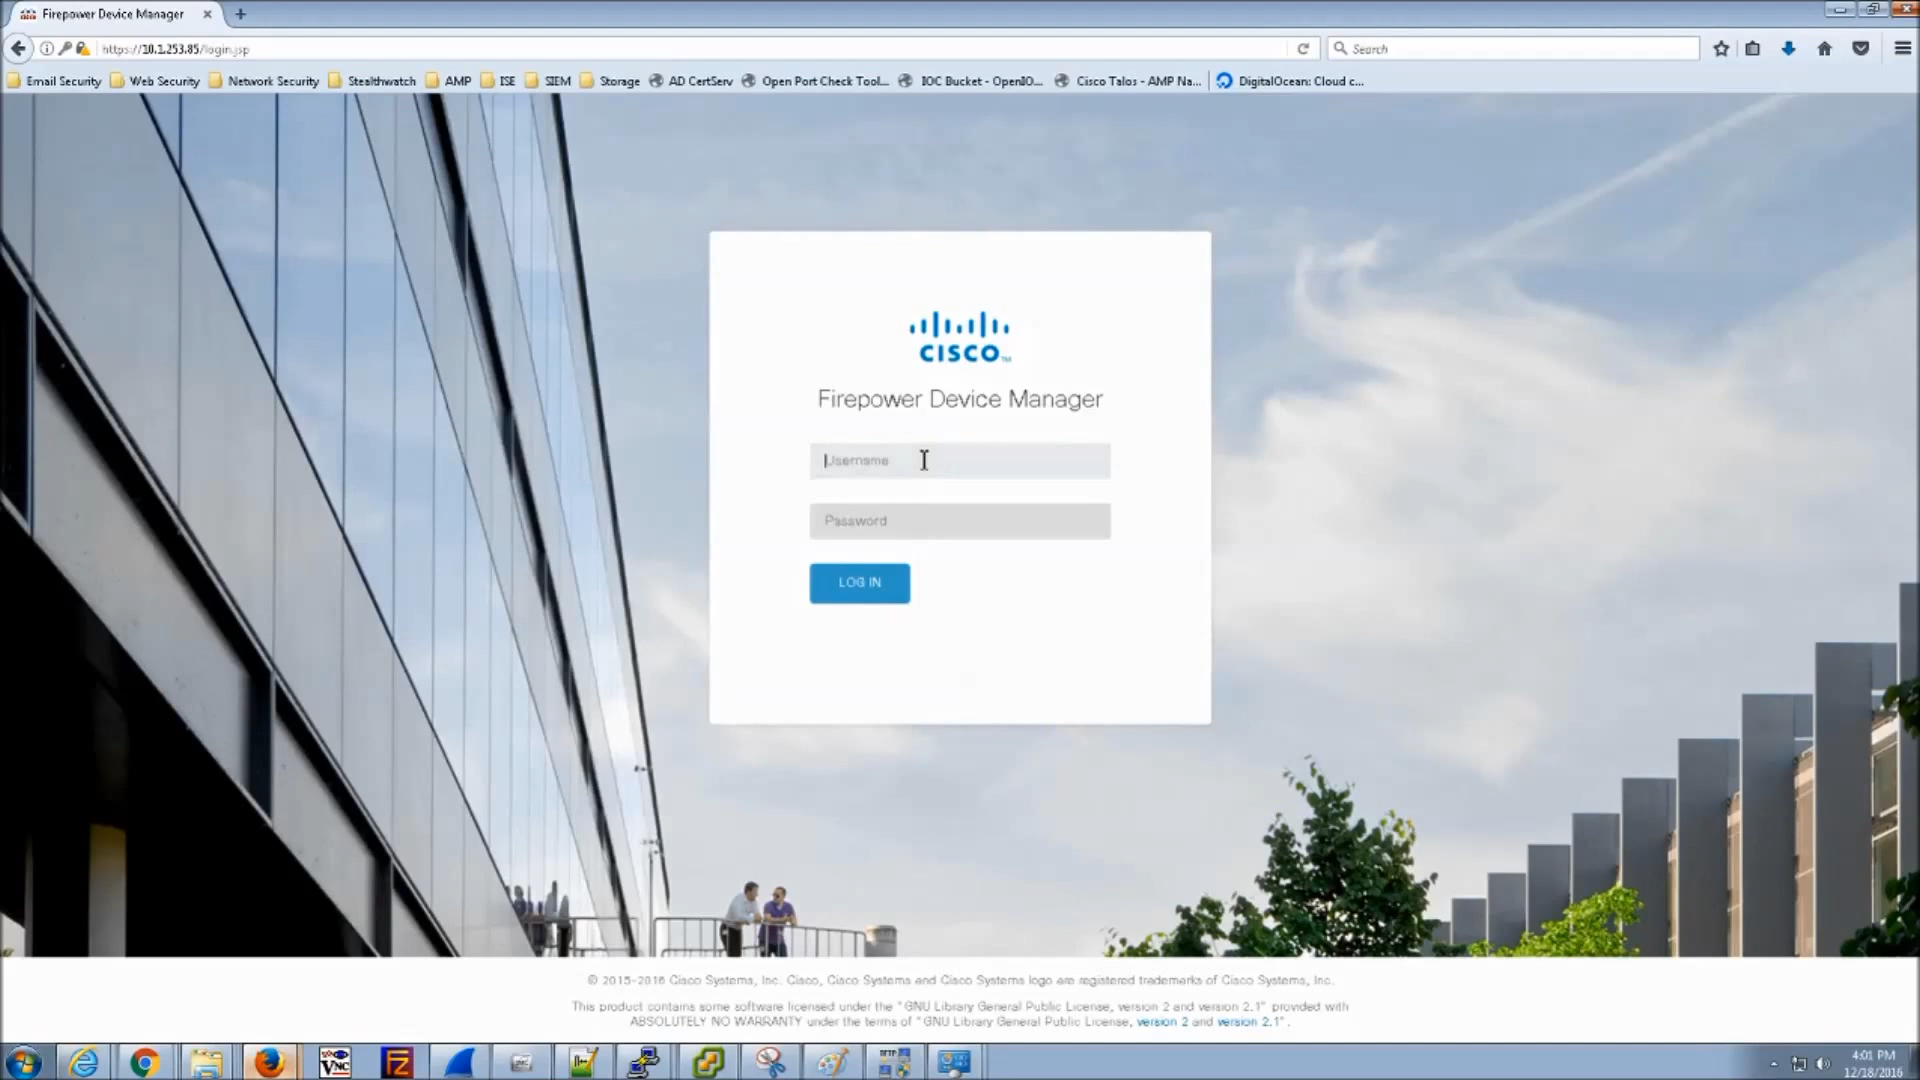 Firepower Device Manager
https://10.1.253.85/login.jsp
Search
Email Security Web Security Network Security Stealthwatch AMP ISE SIEM Storage AD CertServ Open Port Check Tool... IOC Bucket - OpenIO... Cisco Talos - AMP Na... DigitalOcean: Cloud c...
CISCO™
Firepower Device Manager
Username
Password
LOG IN
© 2015-2016 Cisco Systems, Inc. Cisco, Cisco Systems and Cisco Systems logo are registered trademarks of Cisco Systems, Inc.
This product contains some software licensed under the "GNU Library General Public License, version 2 and version 2.1" provided with
ABSOLUTELY NO WARRANTY under the terms of "GNU Library General Public License, version 2 and version 2.1".
VNC
FZ
TFTP
4:01 PM
12/18/2016